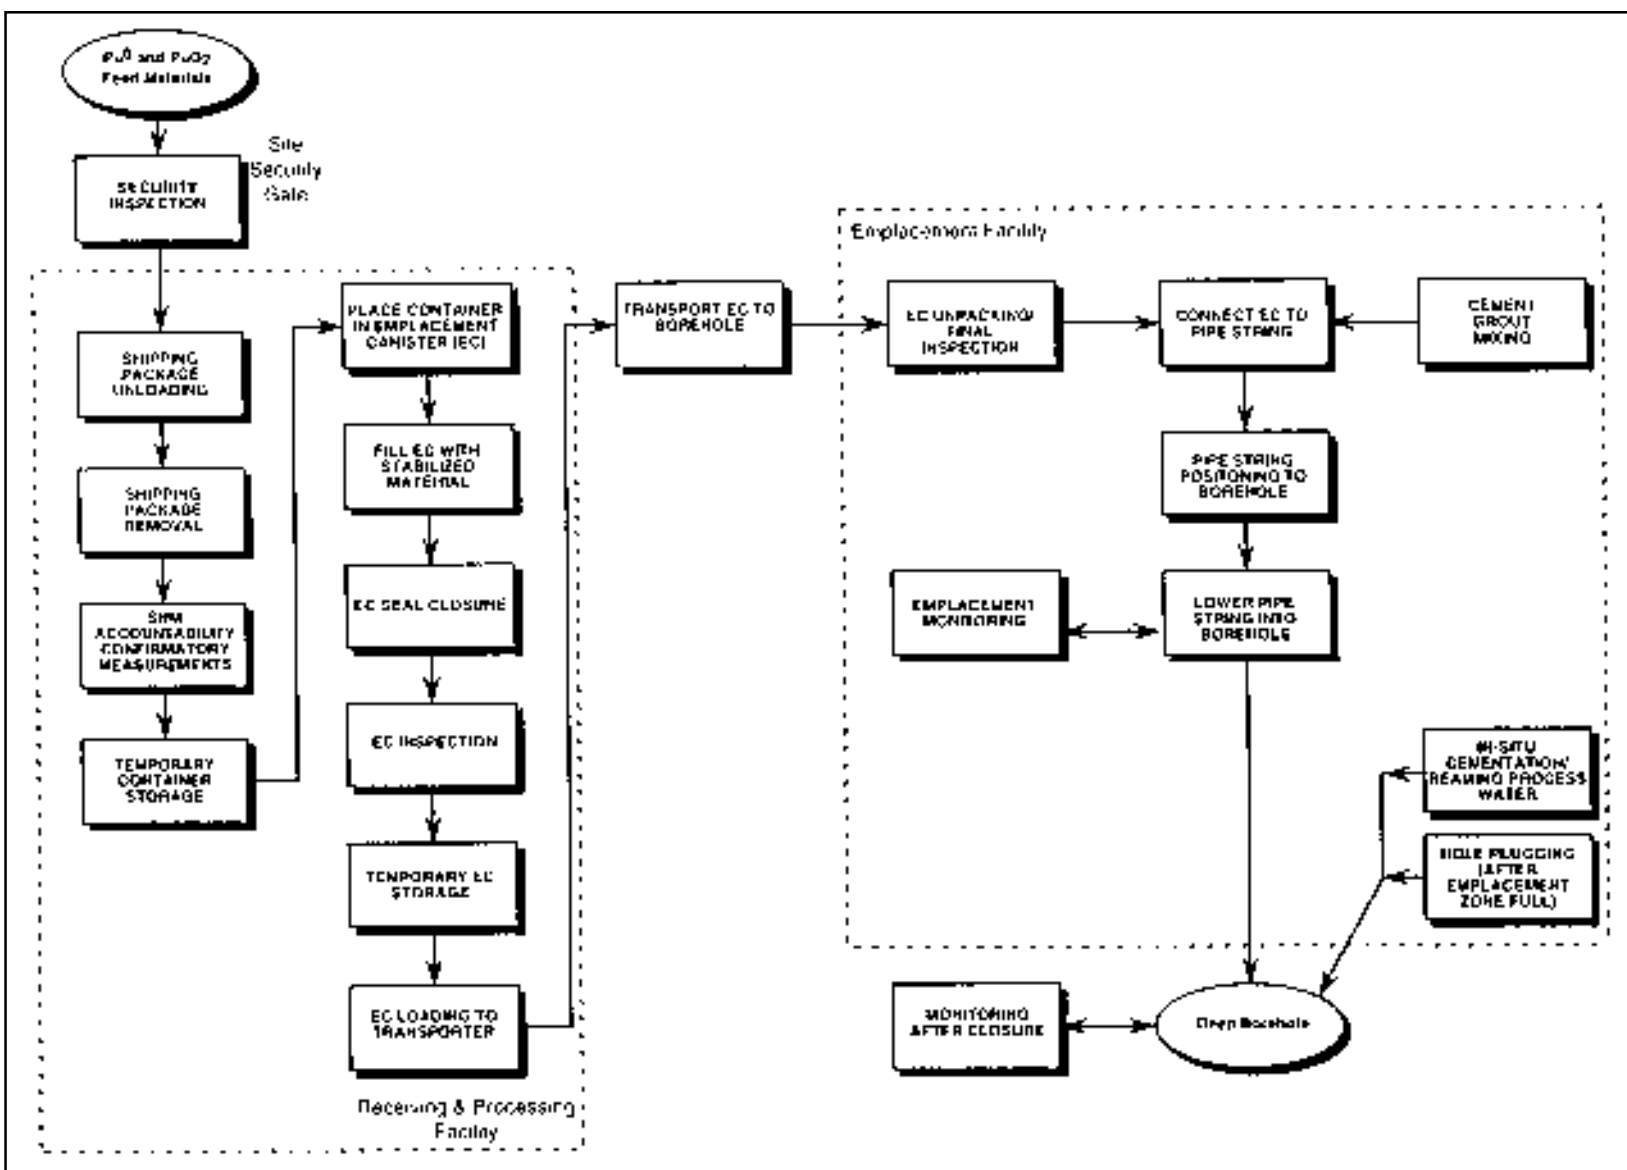 Pu⁰ and PuO2
Feed Materials
Site
Security
Gate
SECURITY
INSPECTION
SHIPPING
PACKAGE
UNLOADING
SHIPPING
PACKAGE
REMOVAL
SNM
ACCOUNTABILITY
CONFIRMATORY
MEASUREMENTS
TEMPORARY
CONTAINER
STORAGE
PLACE CONTAINER
IN EMPLACEMENT
CANISTER (EC)
FILL EC WITH
STABILIZED
MATERIAL
EC SEAL CLOSURE
EC INSPECTION
TEMPORARY EC
STORAGE
EC LOADING TO
TRANSPORTER
Receiving & Processing
Facility
TRANSPORT EC TO
BOREHOLE
Emplacement Facility
EC UNPACKING/
FINAL
INSPECTION
CONNECT EC TO
PIPE STRING
CEMENT
GROUT
MIXING
PIPE STRING
POSITIONING TO
BOREHOLE
EMPLACEMENT
MONITORING
LOWER PIPE
STRING INTO
BOREHOLE
IN-SITU
CEMENTATION/
REAMING PROCESS
WATER
HOLE PLUGGING
(AFTER
EMPLACEMENT
ZONE FULL)
MONITORING
AFTER CLOSURE
Deep Borehole